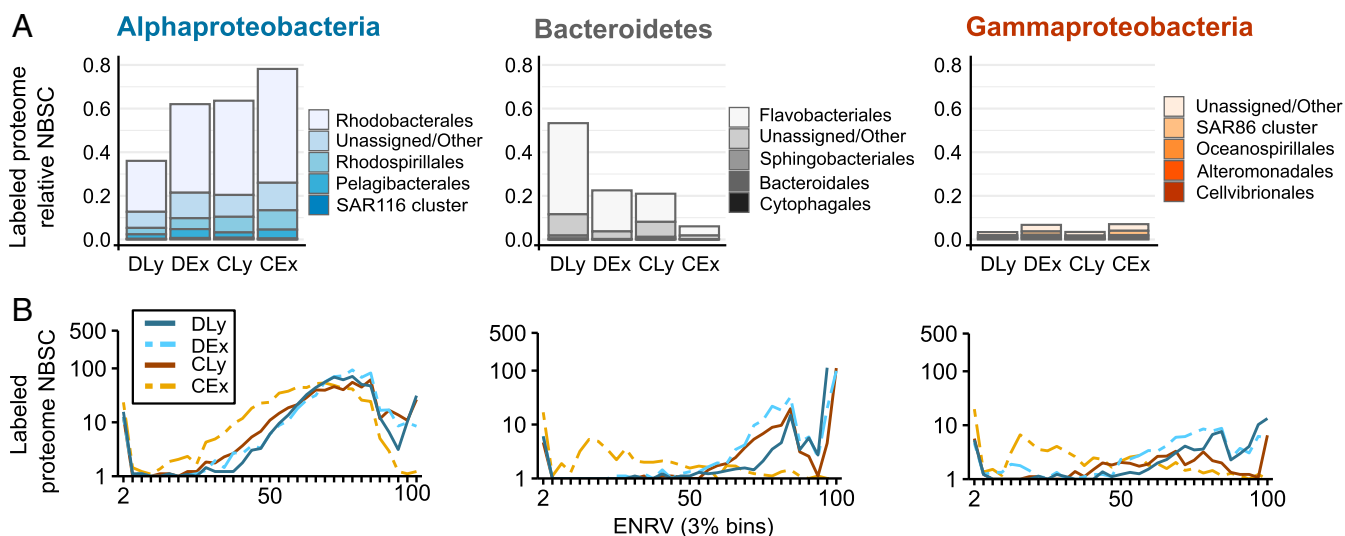 A
Alphaproteobacteria
Bacteroidetes
Gammaproteobacteria
Labeled proteome
relative NBSC
0.8
0.6
0.4
0.2
0.0
DLy DEx CLy CEx
Rhodobacterales
Unassigned/Other
Rhodospirillales
Pelagibacterales
SAR116 cluster
0.8
0.6
0.4
0.2
0.0
DLy DEx CLy CEx
Flavobacteriales
Unassigned/Other
Sphingobacteriales
Bacteroidales
Cytophagales
0.8
0.6
0.4
0.2
0.0
DLy DEx CLy CEx
Unassigned/Other
SAR86 cluster
Oceanospirillales
Alteromonadales
Cellvibrionales
B
Labeled
proteome NBSC
500
100
10
1
2 50 100
DLy
DEx
CLy
CEx
500
100
10
1
2 50 100
ENRV (3% bins)
500
100
10
1
2 50 100